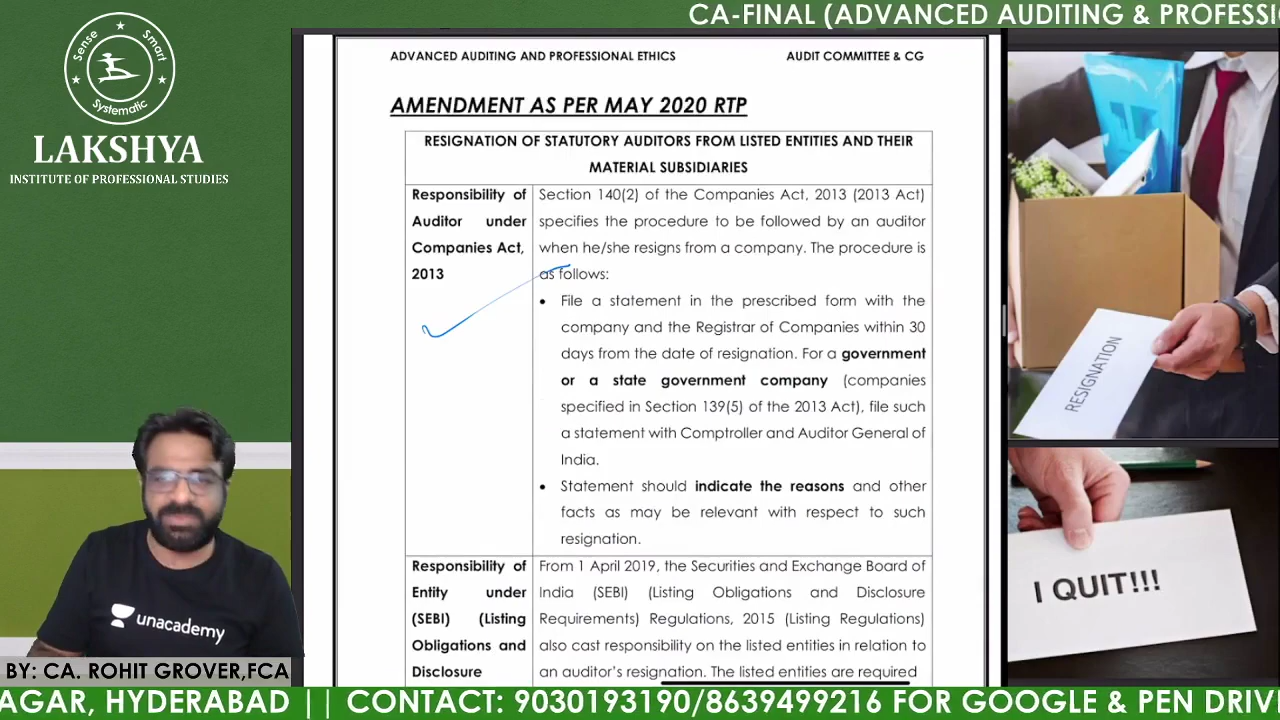 CA-FINAL (ADVANCED AUDITING & PROFESSI
Sense
Smart
Systematic
LAKSHYA
INSTITUTE OF PROFESSIONAL STUDIES
ADVANCED AUDITING AND PROFESSIONAL ETHICS
AUDIT COMMITTEE & CG
AMENDMENT AS PER MAY 2020 RTP
RESIGNATION OF STATUTORY AUDITORS FROM LISTED ENTITIES AND THEIR
MATERIAL SUBSIDIARIES
Responsibility of
Auditor under
Companies Act,
2013
Section 140(2) of the Companies Act, 2013 (2013 Act)
specifies the procedure to be followed by an auditor
when he/she resigns from a company. The procedure is
as follows:
• File a statement in the prescribed form with the
company and the Registrar of Companies within 30
days from the date of resignation. For a government
or a state government company (companies
specified in Section 139(5) of the 2013 Act), file such
a statement with Comptroller and Auditor General of
India.
• Statement should indicate the reasons and other
facts as may be relevant with respect to such
resignation.
Responsibility of
Entity under
(SEBI) (Listing
Obligations and
Disclosure
From 1 April 2019, the Securities and Exchange Board of
India (SEBI) (Listing Obligations and Disclosure
Requirements) Regulations, 2015 (Listing Regulations)
also cast responsibility on the listed entities in relation to
an auditor's resignation. The listed entities are required
RESIGNATION
I QUIT!!!
unacademy
BY: CA. ROHIT GROVER,FCA
AGAR, HYDERABAD || CONTACT: 9030193190/8639499216 FOR GOOGLE & PEN DRIV